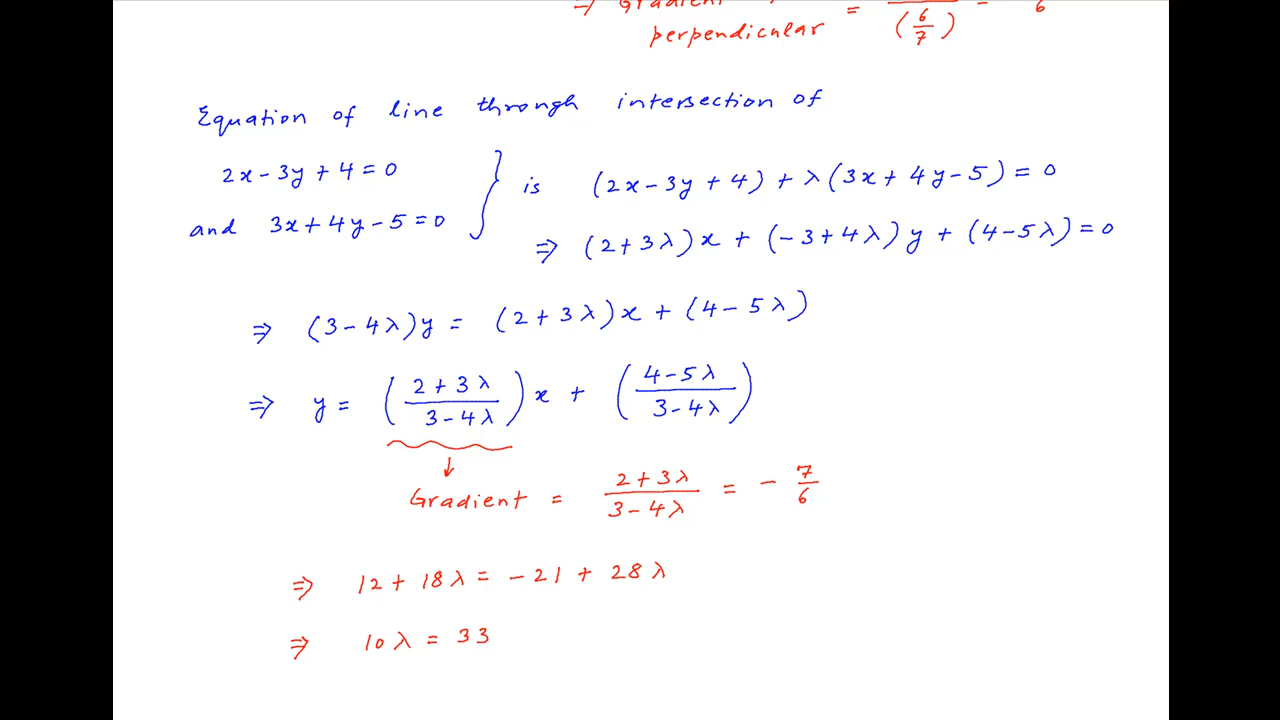 ⇒ Gradient
perpendicular = (6/7) = 6
Equation of line through intersection of
2x - 3y + 4 = 0
and 3x + 4y - 5 = 0 } is (2x - 3y + 4) + λ(3x + 4y - 5) = 0
⇒ (2 + 3λ)x + (-3 + 4λ)y + (4 - 5λ) = 0
⇒ (3 - 4λ)y = (2 + 3λ)x + (4 - 5λ)
⇒ y = ((2 + 3λ)/(3 - 4λ))x + ((4 - 5λ)/(3 - 4λ))
↓
Gradient = (2 + 3λ)/(3 - 4λ) = - 7/6
⇒ 12 + 18λ = -21 + 28λ
⇒ 10λ = 33